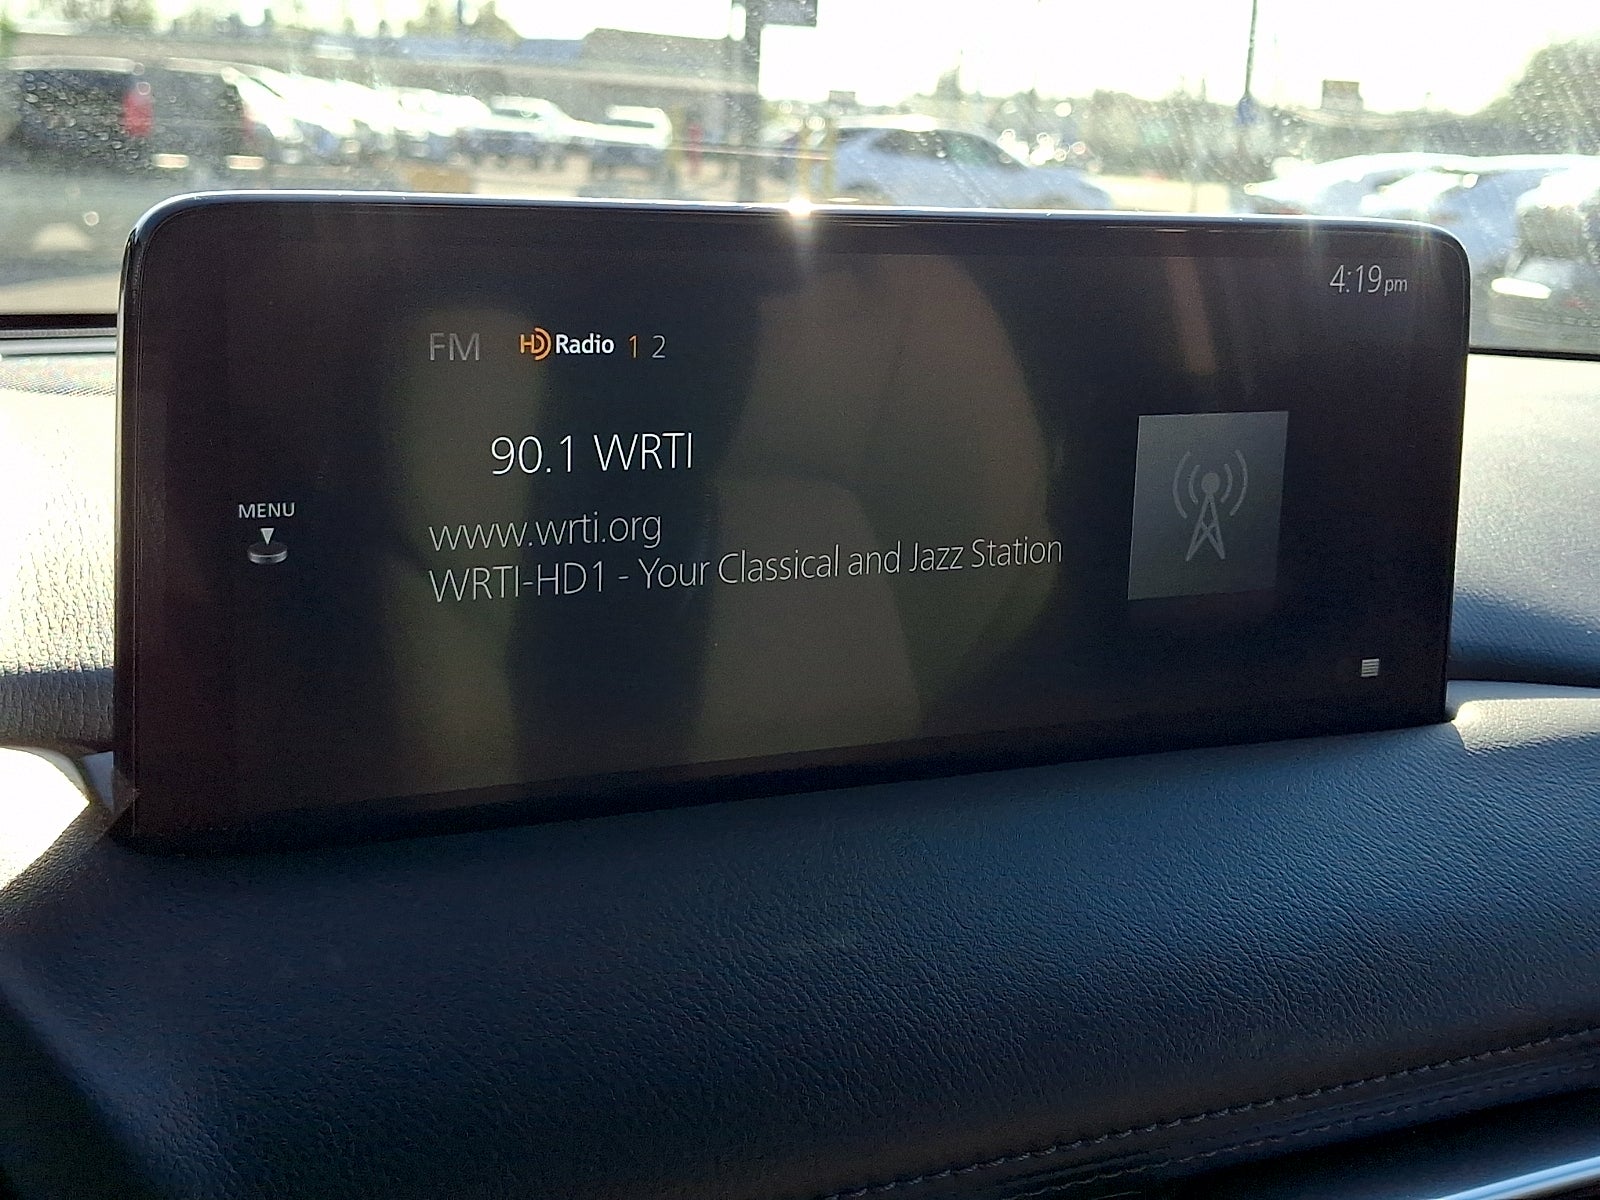 4:19pm
FM HD Radio 1 2
90.1 WRTI
MENU
www.wrti.org
WRTI-HD1 - Your Classical and Jazz Station